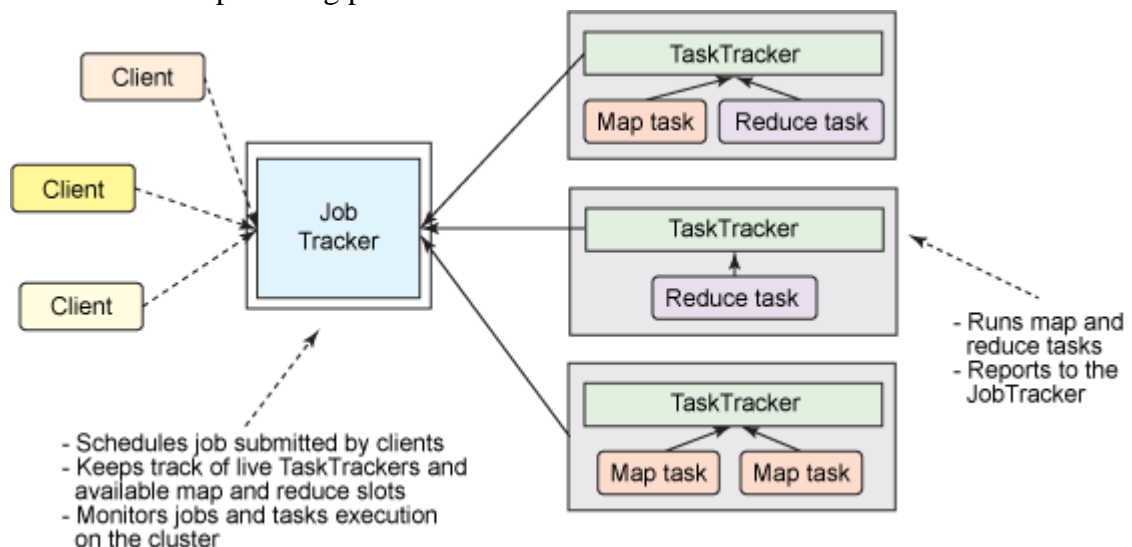 Client
Client
Client
Job
Tracker
TaskTracker
Map task
Reduce task
TaskTracker
Reduce task
TaskTracker
Map task
Map task
- Schedules job submitted by clients
- Keeps track of live TaskTrackers and
available map and reduce slots
- Monitors jobs and tasks execution
on the cluster
- Runs map and
reduce tasks
- Reports to the
JobTracker